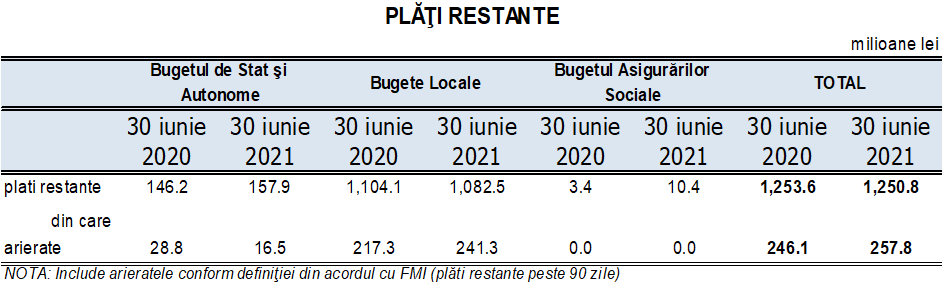 PLĂŢI RESTANTE
milioane lei
Bugetul de Stat şi Autonome Bugete Locale Bugetul Asigurărilor Sociale TOTAL
30 iunie 2020 30 iunie 2021 30 iunie 2020 30 iunie 2021 30 iunie 2020 30 iunie 2021 30 iunie 2020 30 iunie 2021
plati restante 146.2 157.9 1,104.1 1,082.5 3.4 10.4 1,253.6 1,250.8
din care
arierate 28.8 16.5 217.3 241.3 0.0 0.0 246.1 257.8
NOTA: Include arieratele conform definiţiei din acordul cu FMI (plăti restante peste 90 zile)